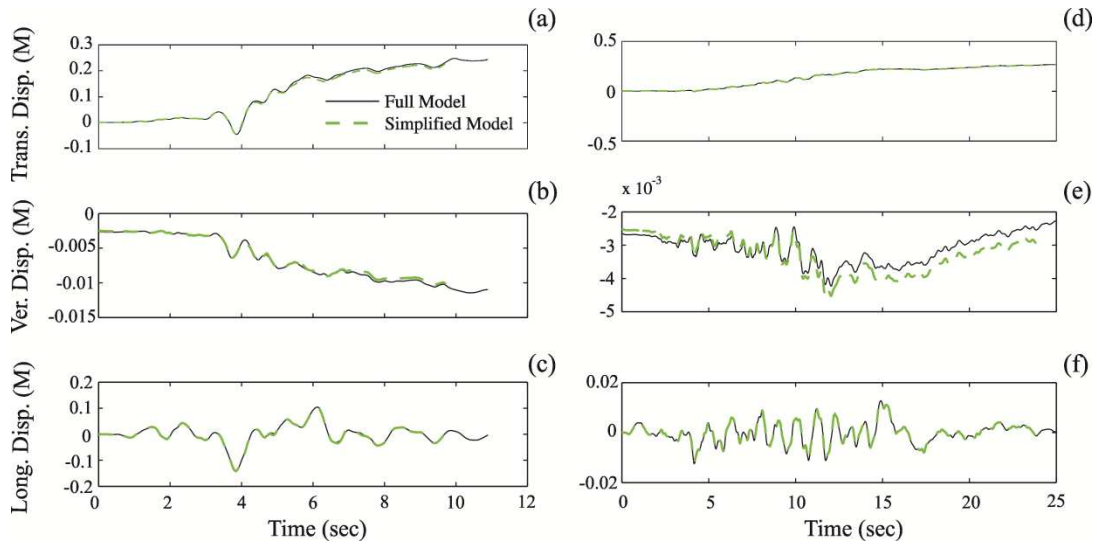 (a)
Trans. Disp. (M)
0.3
0.2
0.1
0
-0.1
Full Model
Simplified Model
(d)
0.5
0
-0.5
(b)
Ver. Disp. (M)
0
-0.005
-0.01
-0.015
(e)
x 10⁻³
-2
-3
-4
-5
(c)
Long. Disp. (M)
0.2
0.1
0
-0.1
-0.2
0 2 4 6 8 10 12
Time (sec)
(f)
0.02
0
-0.02
0 5 10 15 20 25
Time (sec)